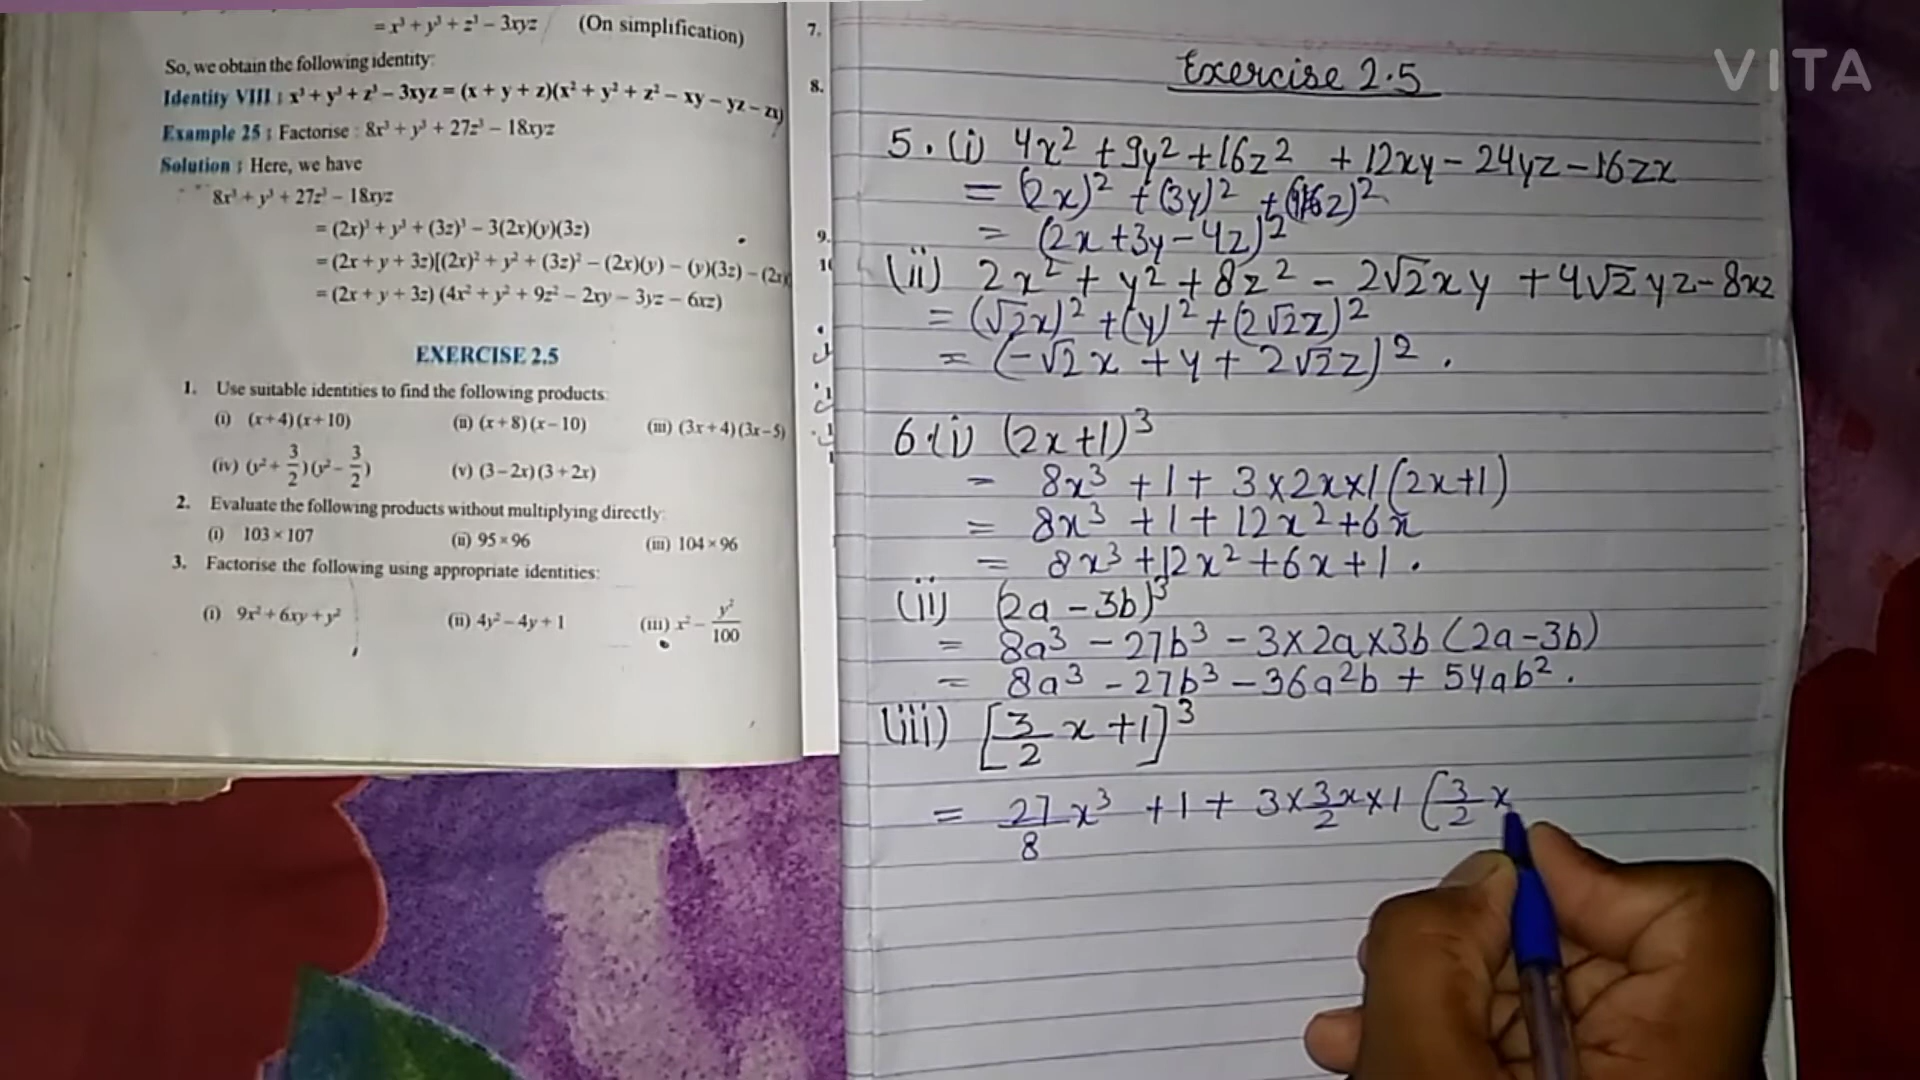 = x³ + y³ + z³ – 3xyz (On simplification)
So, we obtain the following identity:
Identity VIII : x³ + y³ + z³ – 3xyz = (x + y + z)(x² + y² + z² – xy – yz – zx)
Example 25 : Factorise : 8x³ + y³ + 27z³ – 18xyz
Solution : Here, we have
8x³ + y³ + 27z³ – 18xyz
= (2x)³ + y³ + (3z)³ – 3(2x)(y)(3z)
= (2x + y + 3z)[(2x)² + y² + (3z)² – (2x)(y) – (y)(3z) – (2x
= (2x + y + 3z) (4x² + y² + 9z² – 2xy – 3yz – 6xz)
EXERCISE 2.5
1. Use suitable identities to find the following products:
(i) (x + 4) (x + 10) (ii) (x + 8) (x – 10) (iii) (3x + 4) (3x – 5)
(iv) (y² + 3/2) (y² – 3/2) (v) (3 – 2x) (3 + 2x)
2. Evaluate the following products without multiplying directly:
(i) 103 × 107 (ii) 95 × 96 (iii) 104 × 96
3. Factorise the following using appropriate identities:
(i) 9x² + 6xy + y² (ii) 4y² – 4y + 1 (iii) x² – y²/100
7.
8.
9.
VITA
Exercise 2.5
5. (i) 4x² + 9y² + 16z² + 12xy – 24yz – 16zx
= (2x)² + (3y)² + ( z)²
= (2x + 3y – 4z)²
(ii) 2x² + y² + 8z² – 2√2xy + 4√2yz – 8xz
= (√2x)² + (y)² + (2√2z)²
= (–√2x + y + 2√2z)².
6. (i) (2x + 1)³
= 8x³ + 1 + 3×2x×1(2x+1)
= 8x³ + 1 + 12x² + 6x
= 8x³ + 12x² + 6x + 1.
(ii) (2a – 3b)³
= 8a³ – 27b³ – 3×2a×3b (2a – 3b)
= 8a³ – 27b³ – 36a²b + 54ab².
(iii) [3/2 x + 1]³
= 27/8 x³ + 1 + 3 × 3/2 x × 1 (3/2 x